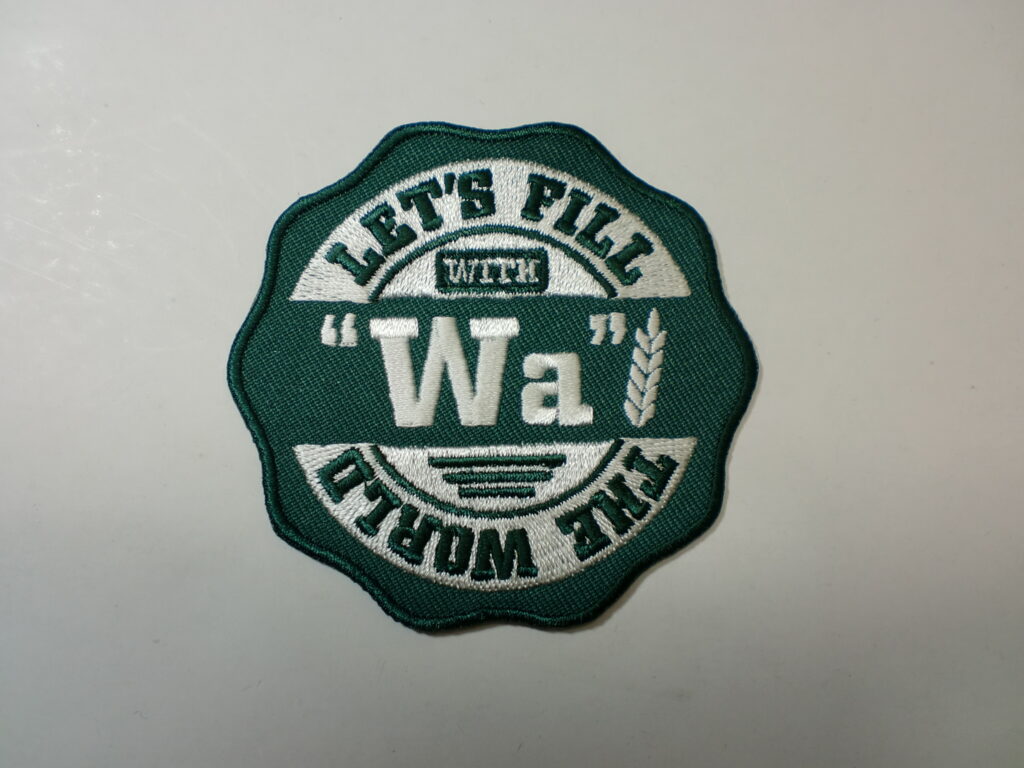 LET'S FILL
WITH
“Wa”
THE WORLD